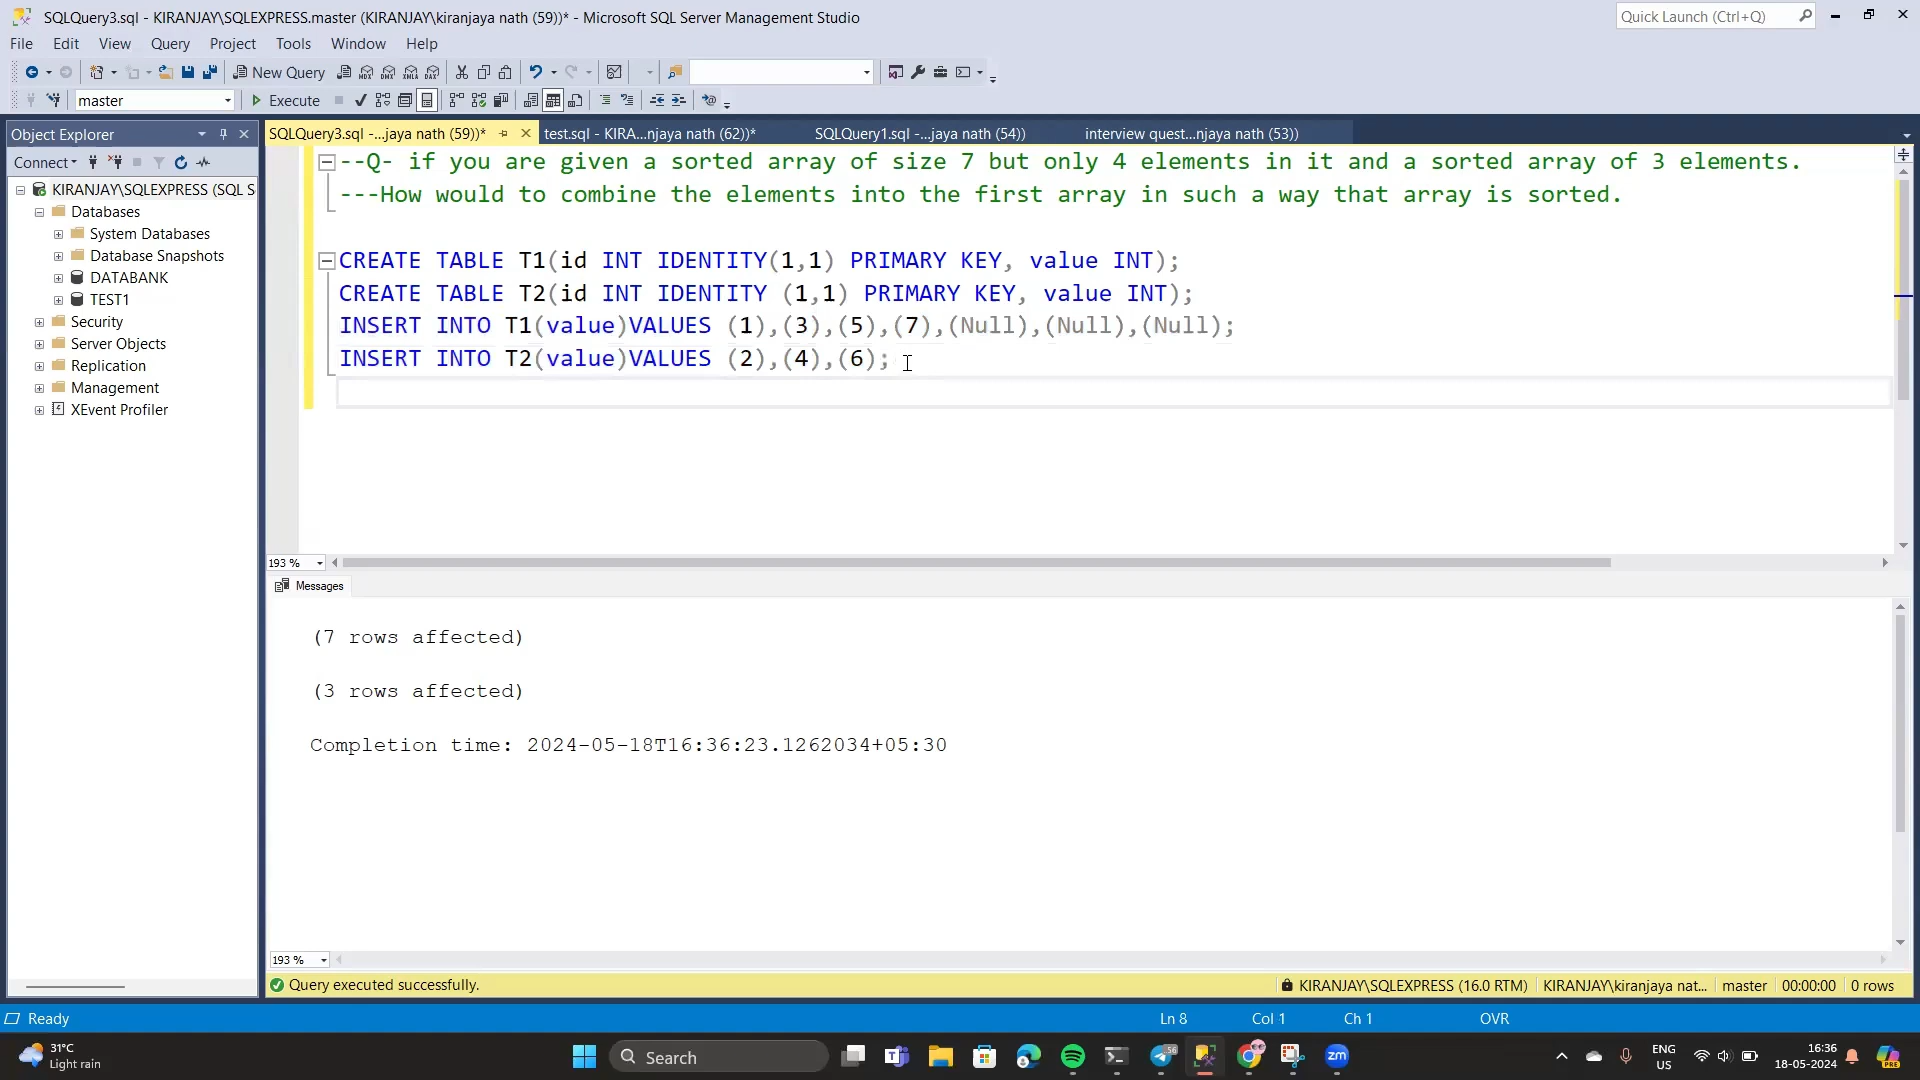 SQLQuery3.sql - KIRANJAY\SQLEXPRESS.master (KIRANJAY\kiranjaya nath (59))* - Microsoft SQL Server Management Studio
Quick Launch (Ctrl+Q)
File Edit View Query Project Tools Window Help
New Query
master
Execute
Object Explorer
SQLQuery3.sql -...jaya nath (59))*
test.sql - KIRA...njaya nath (62))*
SQLQuery1.sql -...jaya nath (54))
interview quest...njaya nath (53))
Connect
KIRANJAY\SQLEXPRESS (SQL S
Databases
System Databases
Database Snapshots
DATABANK
TEST1
Security
Server Objects
Replication
Management
XEvent Profiler
--Q- if you are given a sorted array of size 7 but only 4 elements in it and a sorted array of 3 elements.
---How would to combine the elements into the first array in such a way that array is sorted.
CREATE TABLE T1(id INT IDENTITY(1,1) PRIMARY KEY, value INT);
CREATE TABLE T2(id INT IDENTITY (1,1) PRIMARY KEY, value INT);
INSERT INTO T1(value)VALUES (1),(3),(5),(7),(Null),(Null),(Null);
INSERT INTO T2(value)VALUES (2),(4),(6);
193 %
Messages
(7 rows affected)
(3 rows affected)
Completion time: 2024-05-18T16:36:23.1262034+05:30
193 %
Query executed successfully.
KIRANJAY\SQLEXPRESS (16.0 RTM)
KIRANJAY\kiranjaya nat...
master
00:00:00
0 rows
Ready
Ln 8
Col 1
Ch 1
OVR
31°C
Light rain
Search
56
zm
ENG
US
16:36
18-05-2024
PRE